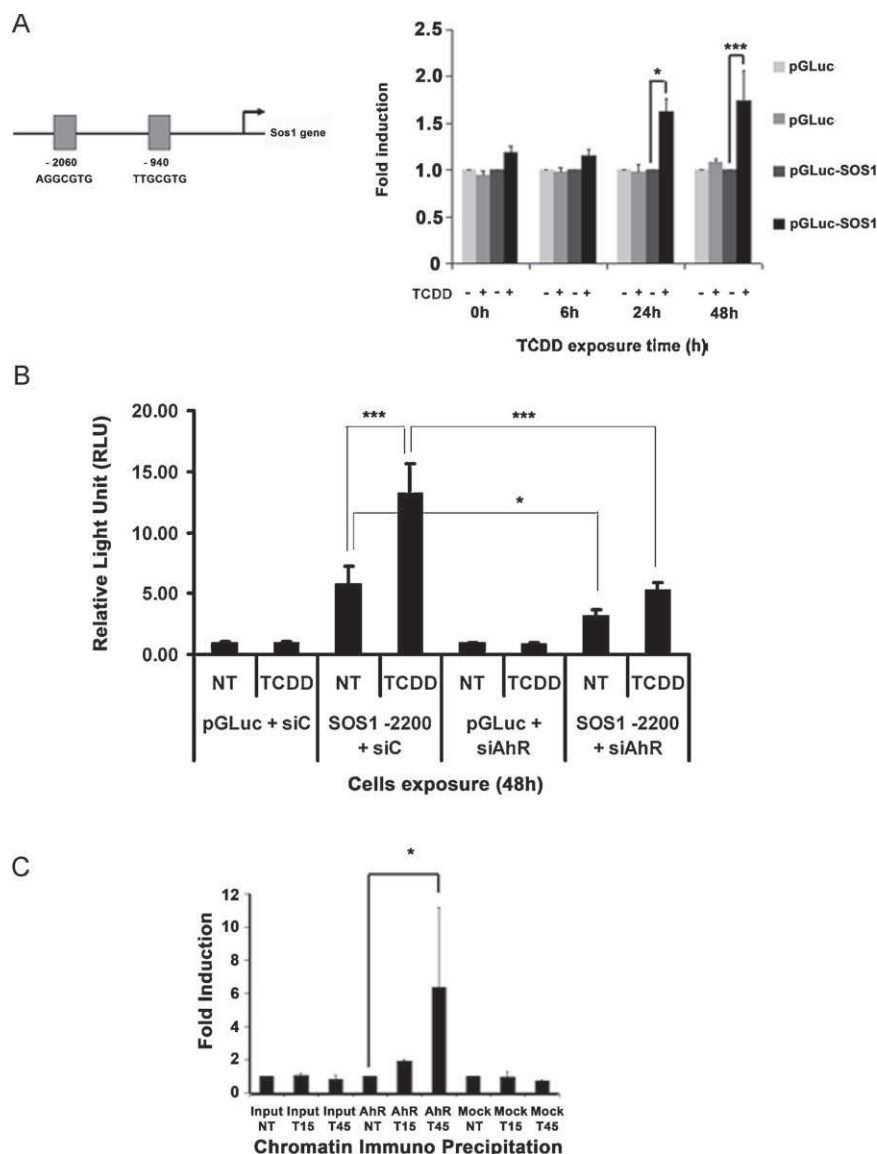 A
Sos1 gene
- 2060
- 940
AGGCGTG
TTGCGTG
Fold induction
2.5
2.0
1.5
1.0
0.5
0
*
***
pGLuc
pGLuc
pGLuc-SOS1
pGLuc-SOS1
TCDD - + - + - + - + - + - + - + - +
0h 6h 24h 48h
TCDD exposure time (h)
B
Relative Light Unit (RLU)
20.00
15.00
10.00
5.00
0.00
*** ***
*
NT TCDD NT TCDD NT TCDD NT TCDD
pGLuc + siC SOS1 -2200 pGLuc + SOS1 -2200
+ siC siAhR + siAhR
Cells exposure (48h)
C
Fold Induction
12
10
8
6
4
2
0
*
Input Input Input AhR AhR AhR Mock Mock Mock
NT T15 T45 NT T15 T45 NT T15 T45
Chromatin Immuno Precipitation